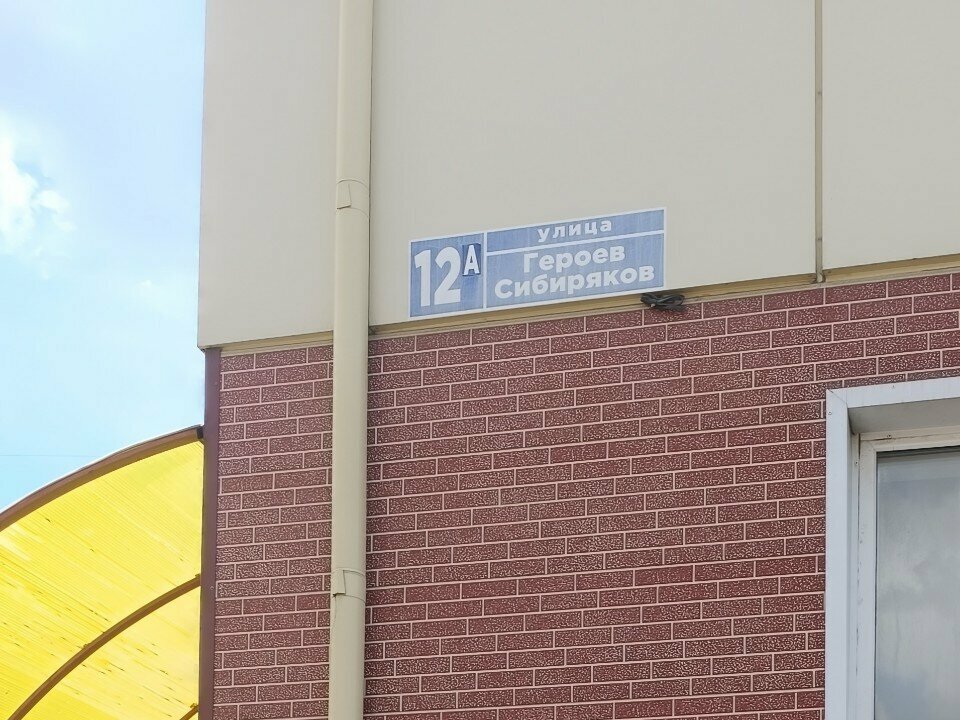 12А
улица
Героев
Сибиряков